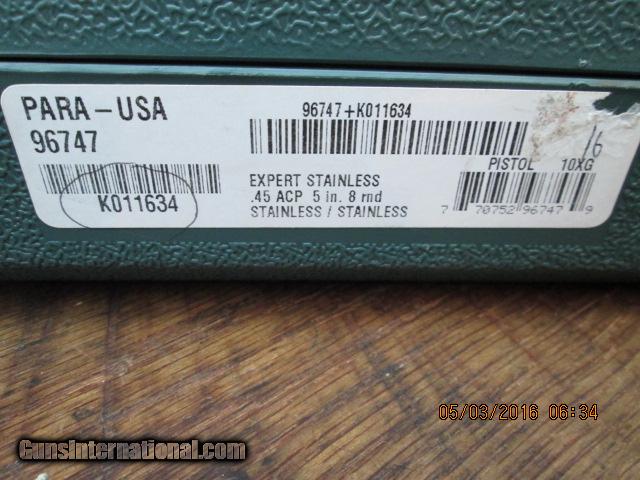 PARA-USA
96747
K011634
96747+K011634
EXPERT STAINLESS
.45 ACP 5 in. 8 rnd
STAINLESS / STAINLESS
/6
PISTOL 10XG
7 70752 96747 9
05/03/2016 06:34
GunsInternational.com